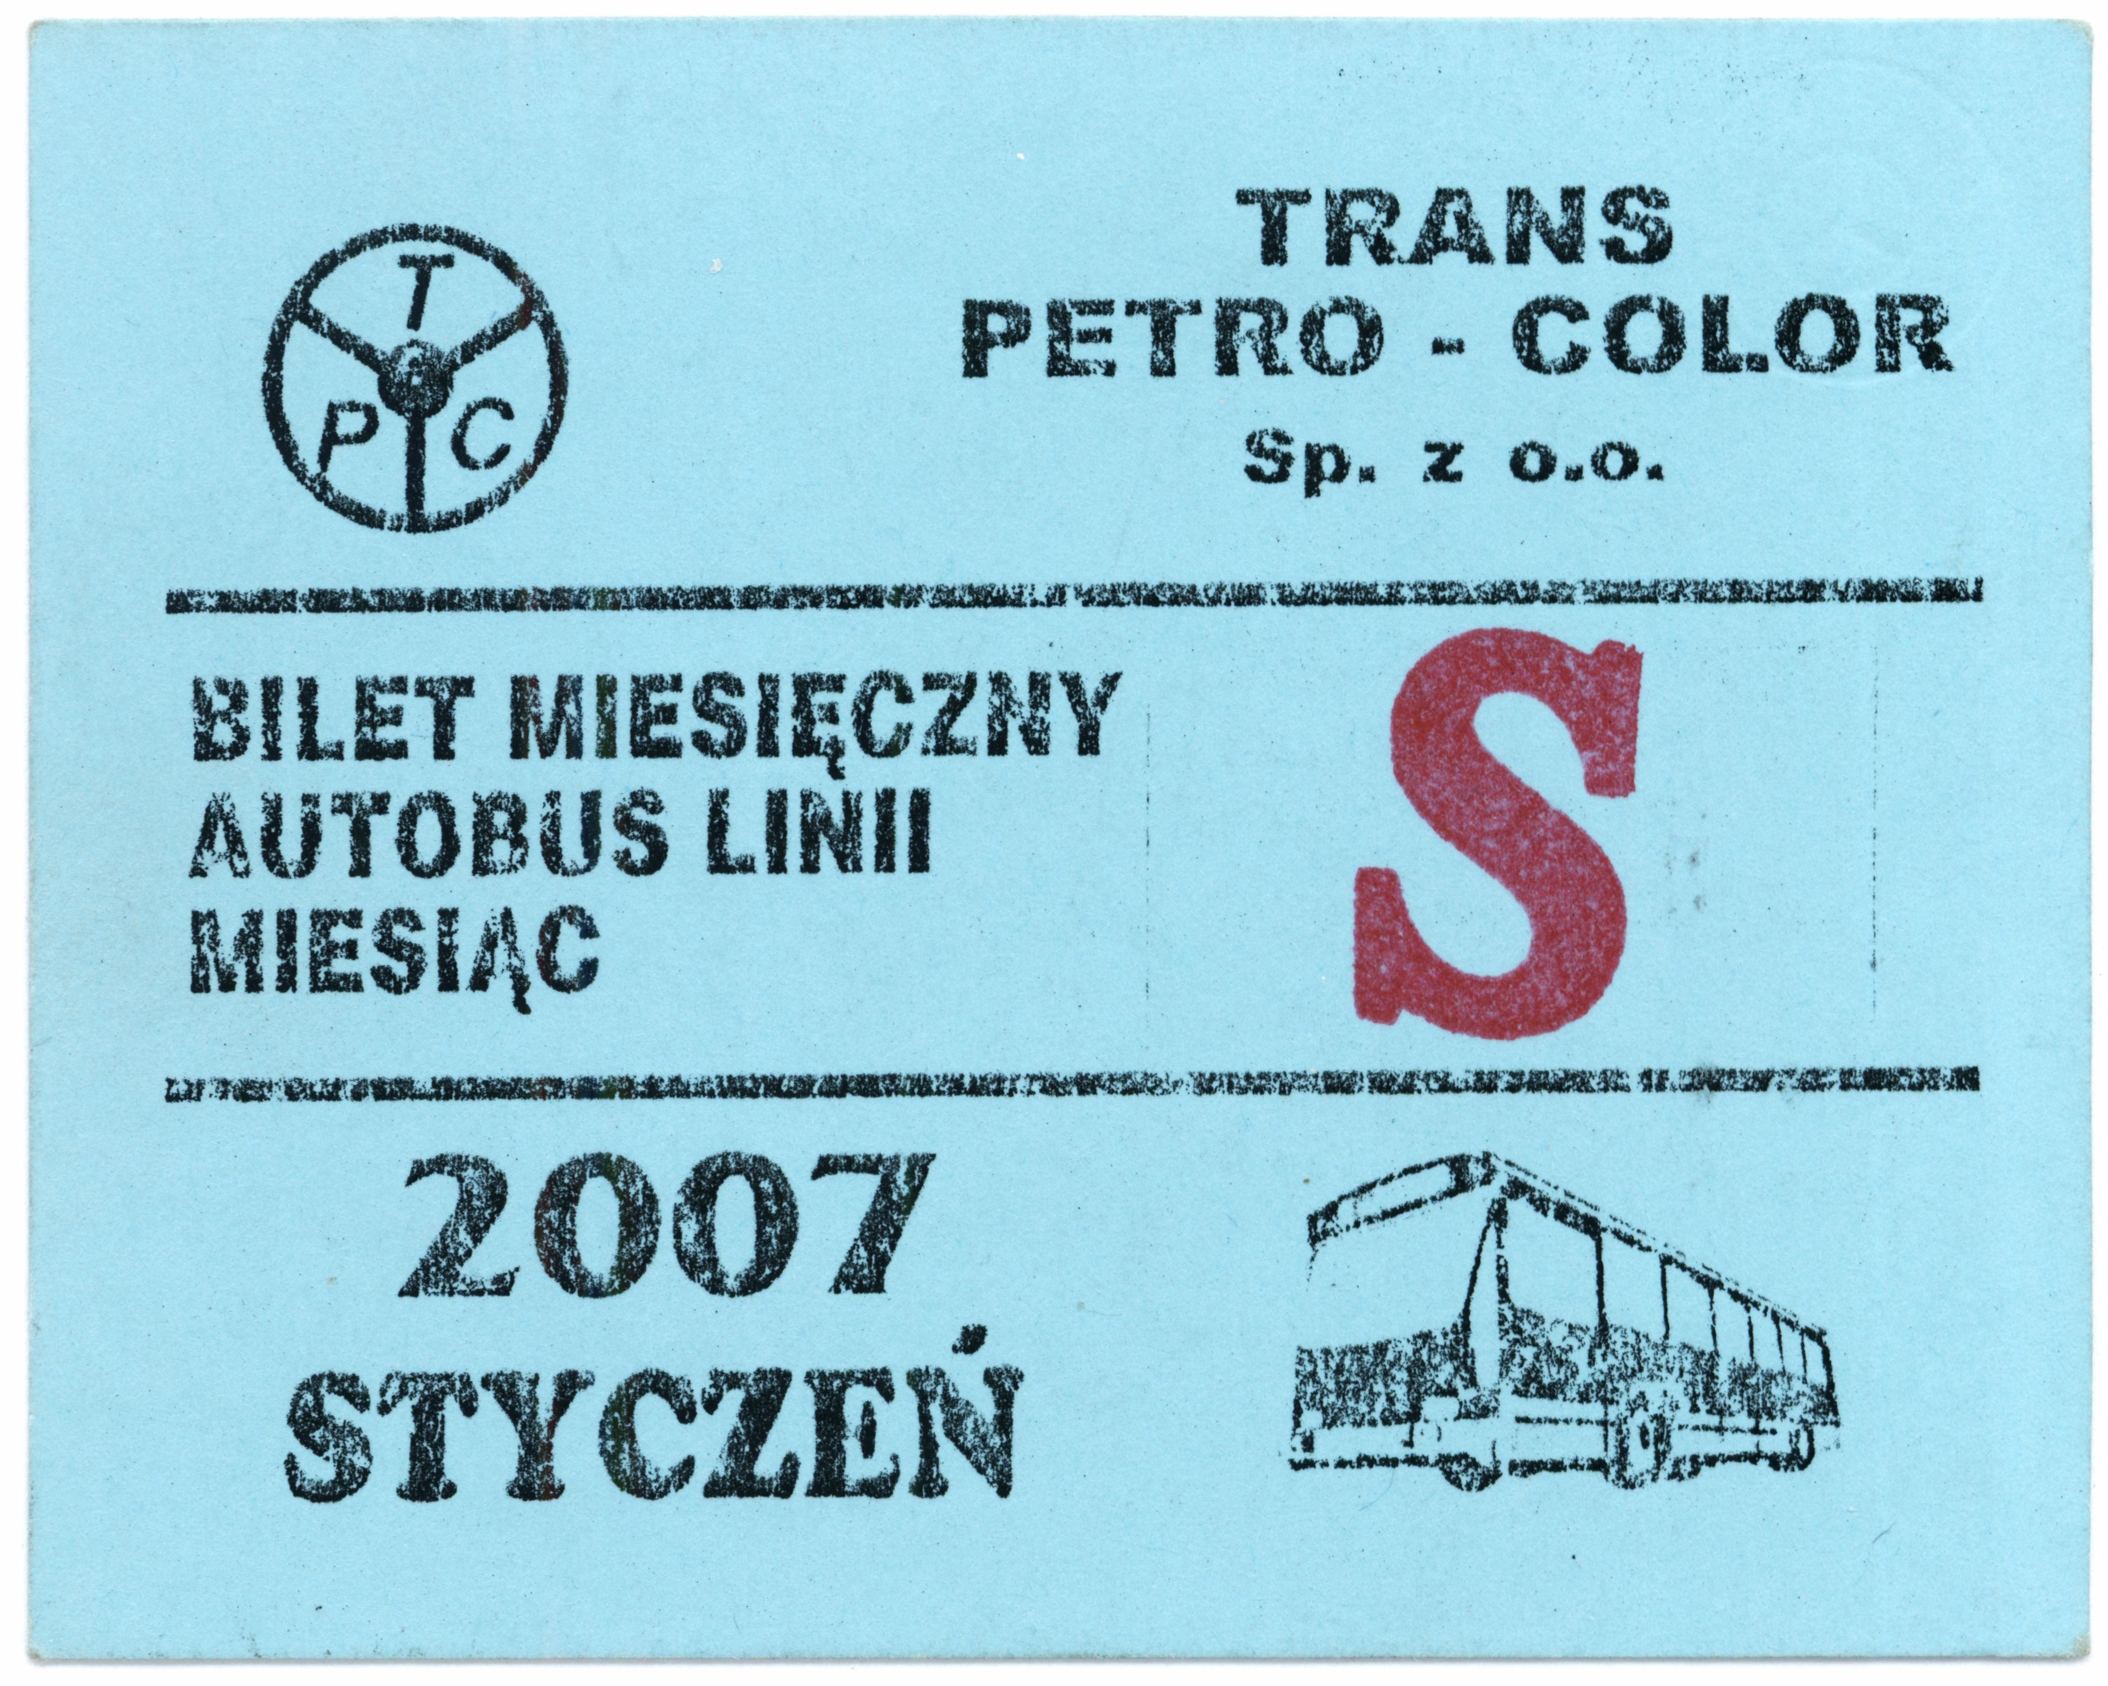 T
P C
TRANS
PETRO - COLOR
Sp. z o.o.
BILET MIESIĘCZNY
AUTOBUS LINII
MIESIĄC
S
2007
STYCZEŃ